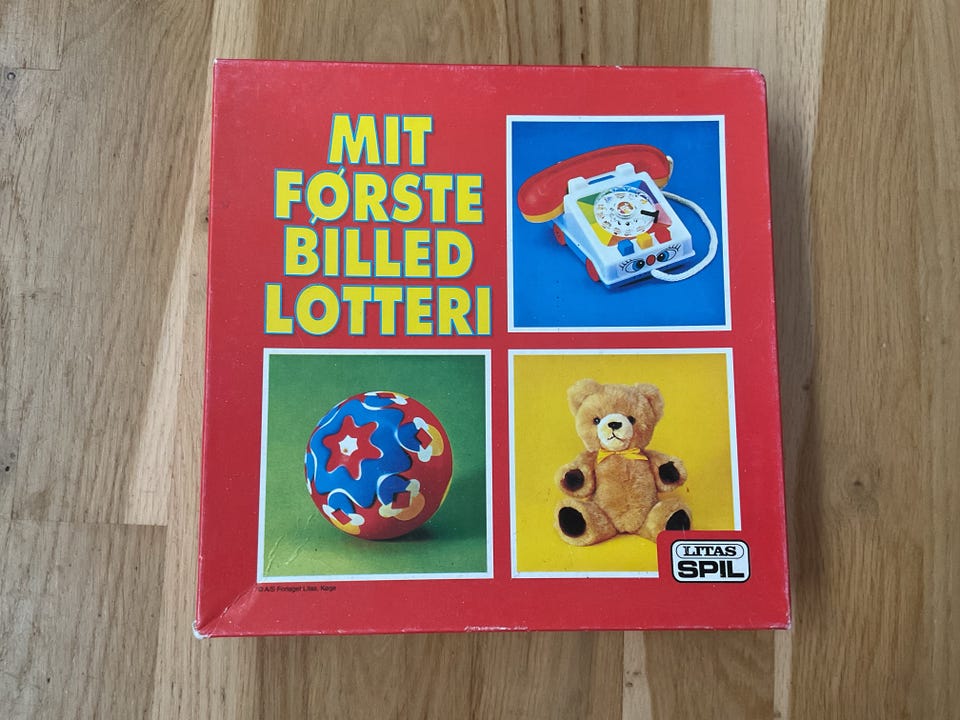 MIT
FØRSTE
BILLED
LOTTERI
LITAS
SPIL
© A/S Forlaget Litas, Køge